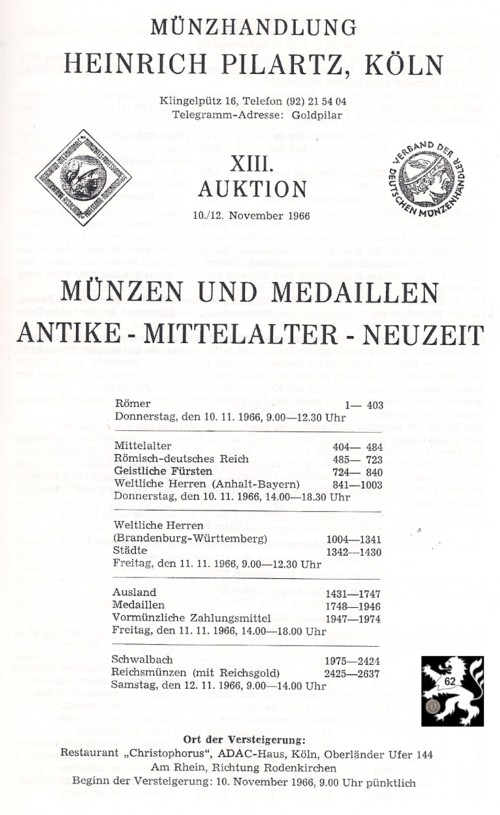 MÜNZHANDLUNG
HEINRICH PILARTZ, KÖLN
Klingelpütz 16, Telefon (92) 21 54 04
Telegramm-Adresse: Goldpilar
XIII.
AUKTION
10./12. November 1966
VERBAND DER
DEUTSCHEN MÜNZENHÄNDLER
MÜNZEN UND MEDAILLEN
ANTIKE - MITTELALTER - NEUZEIT
Römer 1— 403
Donnerstag, den 10. 11. 1966, 9.00—12.30 Uhr
Mittelalter 404— 484
Römisch-deutsches Reich 485— 723
Geistliche Fürsten 724— 840
Weltliche Herren (Anhalt-Bayern) 841—1003
Donnerstag, den 10. 11. 1966, 14.00—18.30 Uhr
Weltliche Herren
(Brandenburg-Württemberg) 1004—1341
Städte 1342—1430
Freitag, den 11. 11. 1966, 9.00—12.30 Uhr
Ausland 1431—1747
Medaillen 1748—1946
Vormünzliche Zahlungsmittel 1947—1974
Freitag, den 11. 11. 1966, 14.00—18.00 Uhr
Schwalbach 1975—2424
Reichsmünzen (mit Reichsgold) 2425—2637
Samstag, den 12. 11. 1966, 9.00—14.00 Uhr
62
Ort der Versteigerung:
Restaurant „Christophorus", ADAC-Haus, Köln, Oberländer Ufer 144
Am Rhein, Richtung Rodenkirchen
Beginn der Versteigerung: 10. November 1966, 9.00 Uhr pünktlich